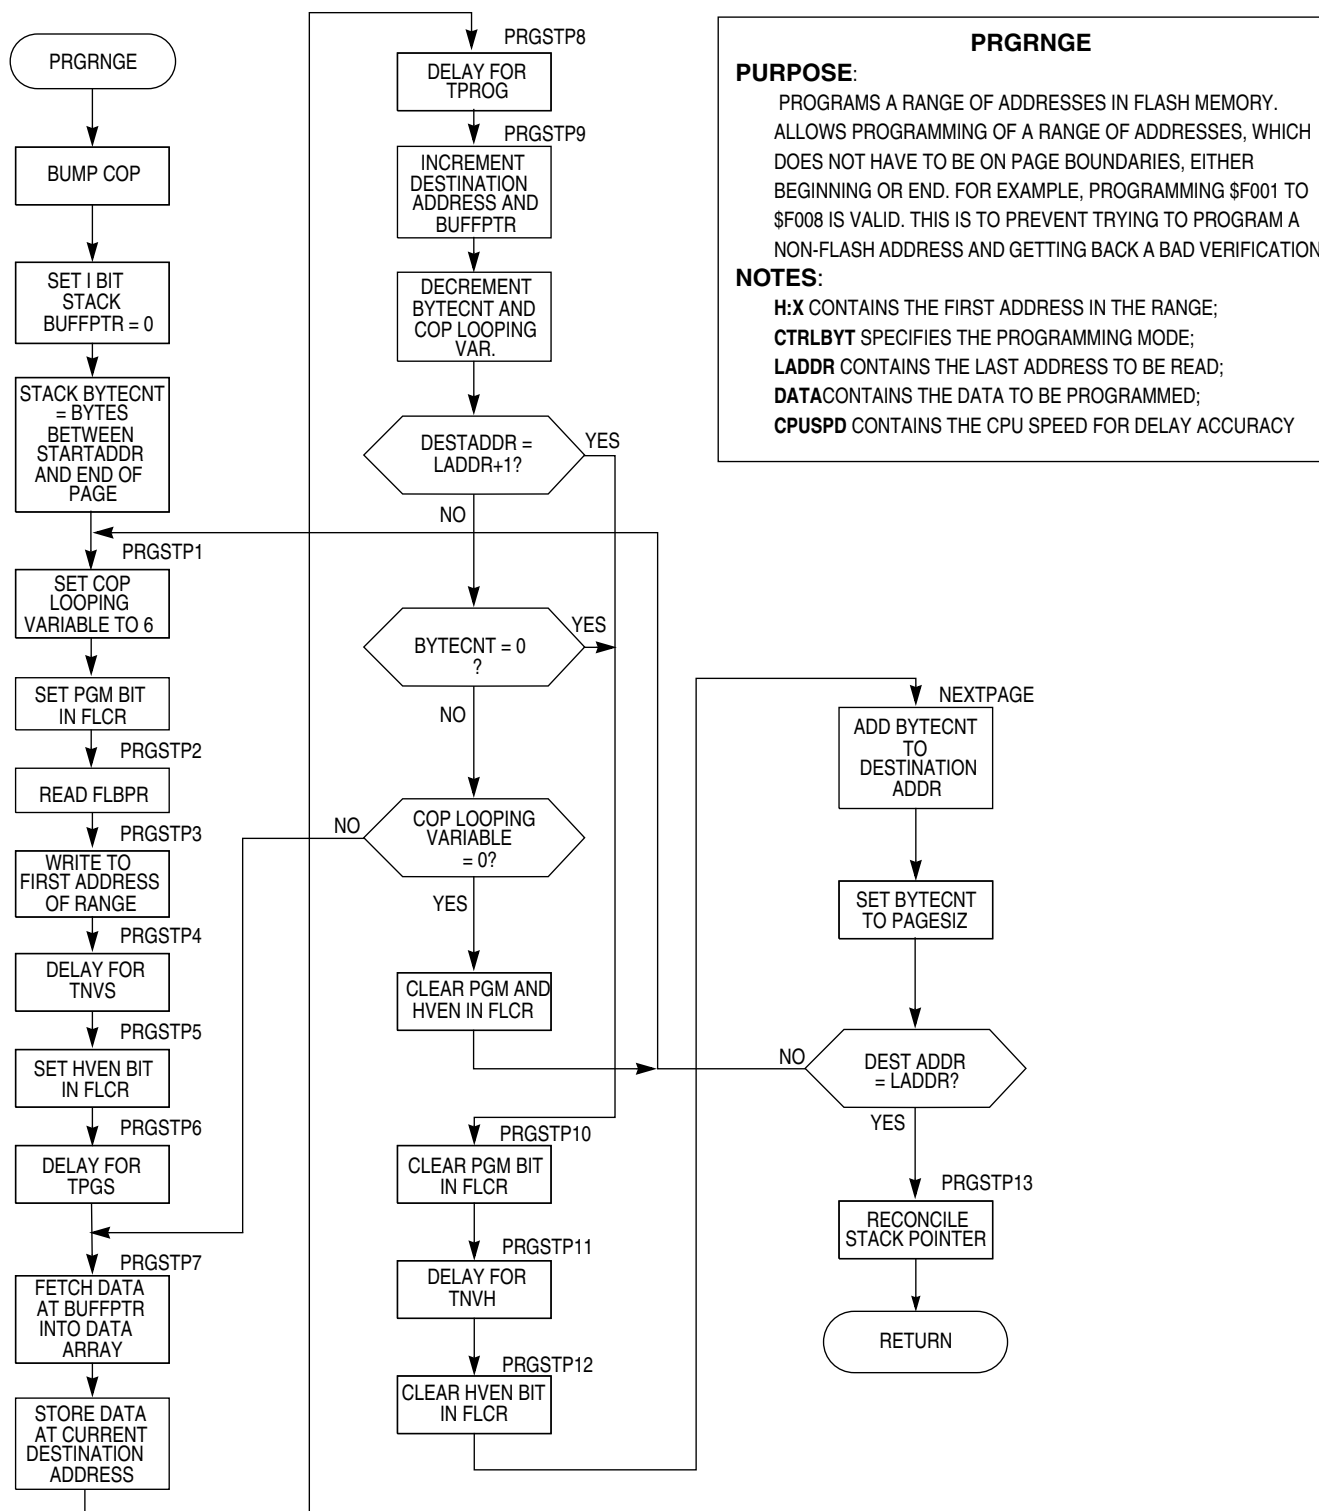 PRGRNGE
BUMP COP
SET I BIT
STACK
BUFFPTR = 0
STACK BYTECNT
= BYTES
BETWEEN
STARTADDR
AND END OF
PAGE
PRGSTP1
SET COP
LOOPING
VARIABLE TO 6
SET PGM BIT
IN FLCR
PRGSTP2
READ FLBPR
PRGSTP3
WRITE TO
FIRST ADDRESS
OF RANGE
PRGSTP4
DELAY FOR
TNVS
PRGSTP5
SET HVEN BIT
IN FLCR
PRGSTP6
DELAY FOR
TPGS
PRGSTP7
FETCH DATA
AT BUFFPTR
INTO DATA
ARRAY
STORE DATA
AT CURRENT
DESTINATION
ADDRESS
PRGSTP8
DELAY FOR
TPROG
PRGSTP9
INCREMENT
DESTINATION
ADDRESS AND
BUFFPTR
DECREMENT
BYTECNT AND
COP LOOPING
VAR.
DESTADDR =
LADDR+1?
YES
NO
BYTECNT = 0
?
YES
NO
COP LOOPING
VARIABLE
= 0?
NO
YES
CLEAR PGM AND
HVEN IN FLCR
PRGSTP10
CLEAR PGM BIT
IN FLCR
PRGSTP11
DELAY FOR
TNVH
PRGSTP12
CLEAR HVEN BIT
IN FLCR
NEXTPAGE
ADD BYTECNT
TO
DESTINATION
ADDR
SET BYTECNT
TO PAGESIZ
DEST ADDR
= LADDR?
NO
YES
PRGSTP13
RECONCILE
STACK POINTER
RETURN
PRGRNGE
PURPOSE:
PROGRAMS A RANGE OF ADDRESSES IN FLASH MEMORY.
ALLOWS PROGRAMMING OF A RANGE OF ADDRESSES, WHICH
DOES NOT HAVE TO BE ON PAGE BOUNDARIES, EITHER
BEGINNING OR END. FOR EXAMPLE, PROGRAMMING $F001 TO
$F008 IS VALID. THIS IS TO PREVENT TRYING TO PROGRAM A
NON-FLASH ADDRESS AND GETTING BACK A BAD VERIFICATION
NOTES:
H:X CONTAINS THE FIRST ADDRESS IN THE RANGE;
CTRLBYT SPECIFIES THE PROGRAMMING MODE;
LADDR CONTAINS THE LAST ADDRESS TO BE READ;
DATACONTAINS THE DATA TO BE PROGRAMMED;
CPUSPD CONTAINS THE CPU SPEED FOR DELAY ACCURACY